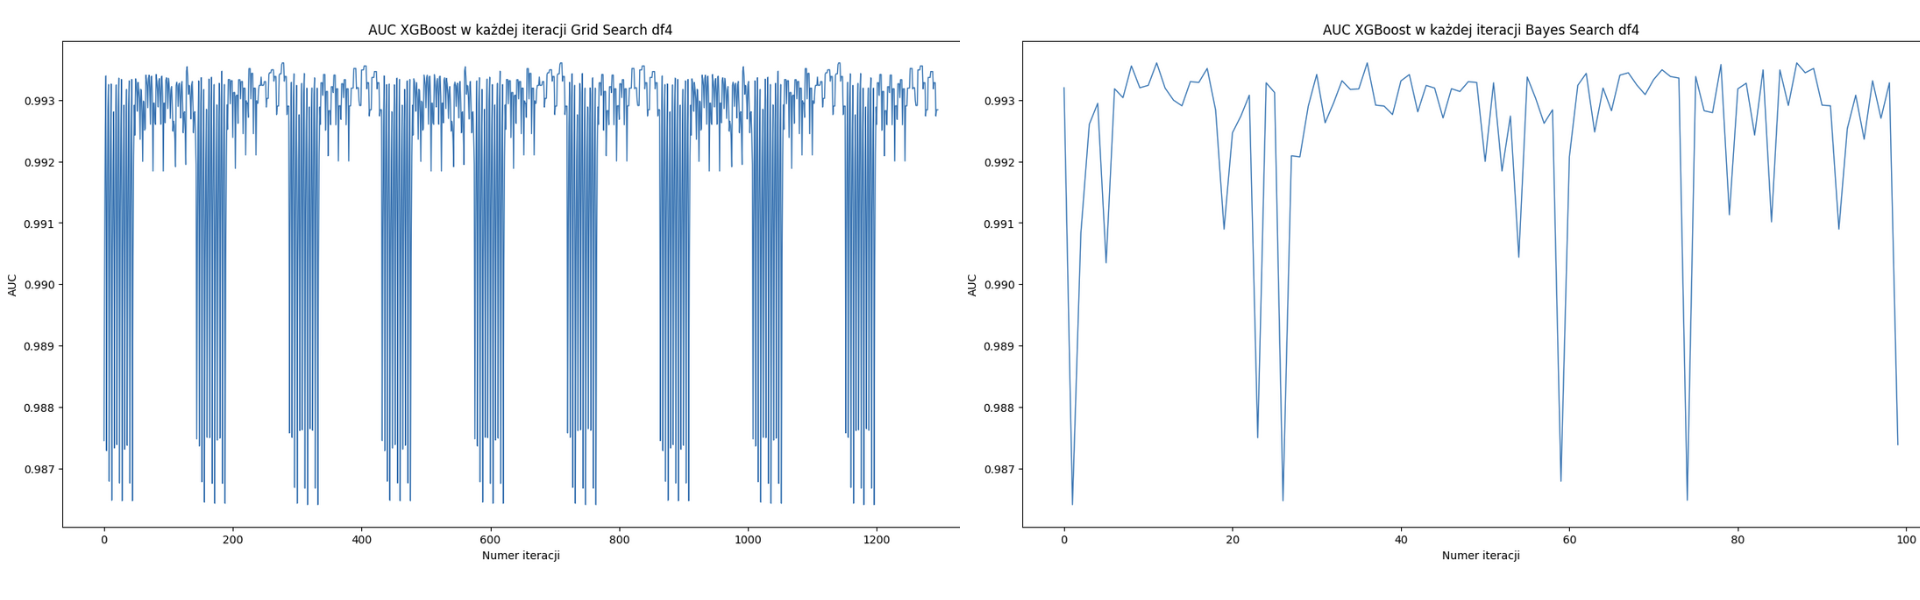 AUC XGBoost w każdej iteracji Grid Search df4
0.993
0.992
0.991
0.990
0.989
0.988
0.987
AUC
0 200 400 600 800 1000 1200
Numer iteracji
AUC XGBoost w każdej iteracji Bayes Search df4
0.993
0.992
0.991
0.990
0.989
0.988
0.987
AUC
0 20 40 60 80 100
Numer iteracji